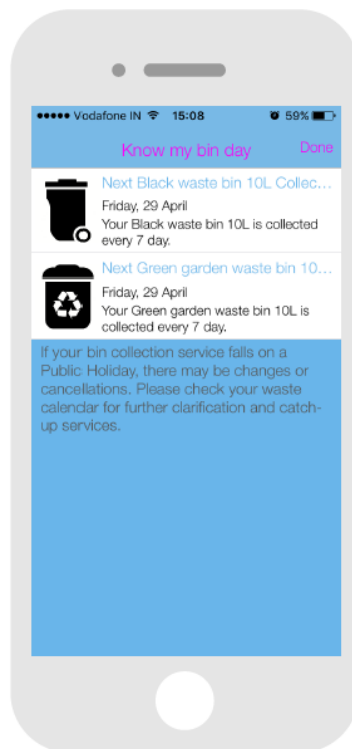 Vodafone IN 15:08 59%
Know my bin day Done
Next Black waste bin 10L Collec...
Friday, 29 April
Your Black waste bin 10L is collected
every 7 day.
Next Green garden waste bin 10...
Friday, 29 April
Your Green garden waste bin 10L is
collected every 7 day.
If your bin collection service falls on a
Public Holiday, there may be changes or
cancellations. Please check your waste
calendar for further clarification and catch-
up services.